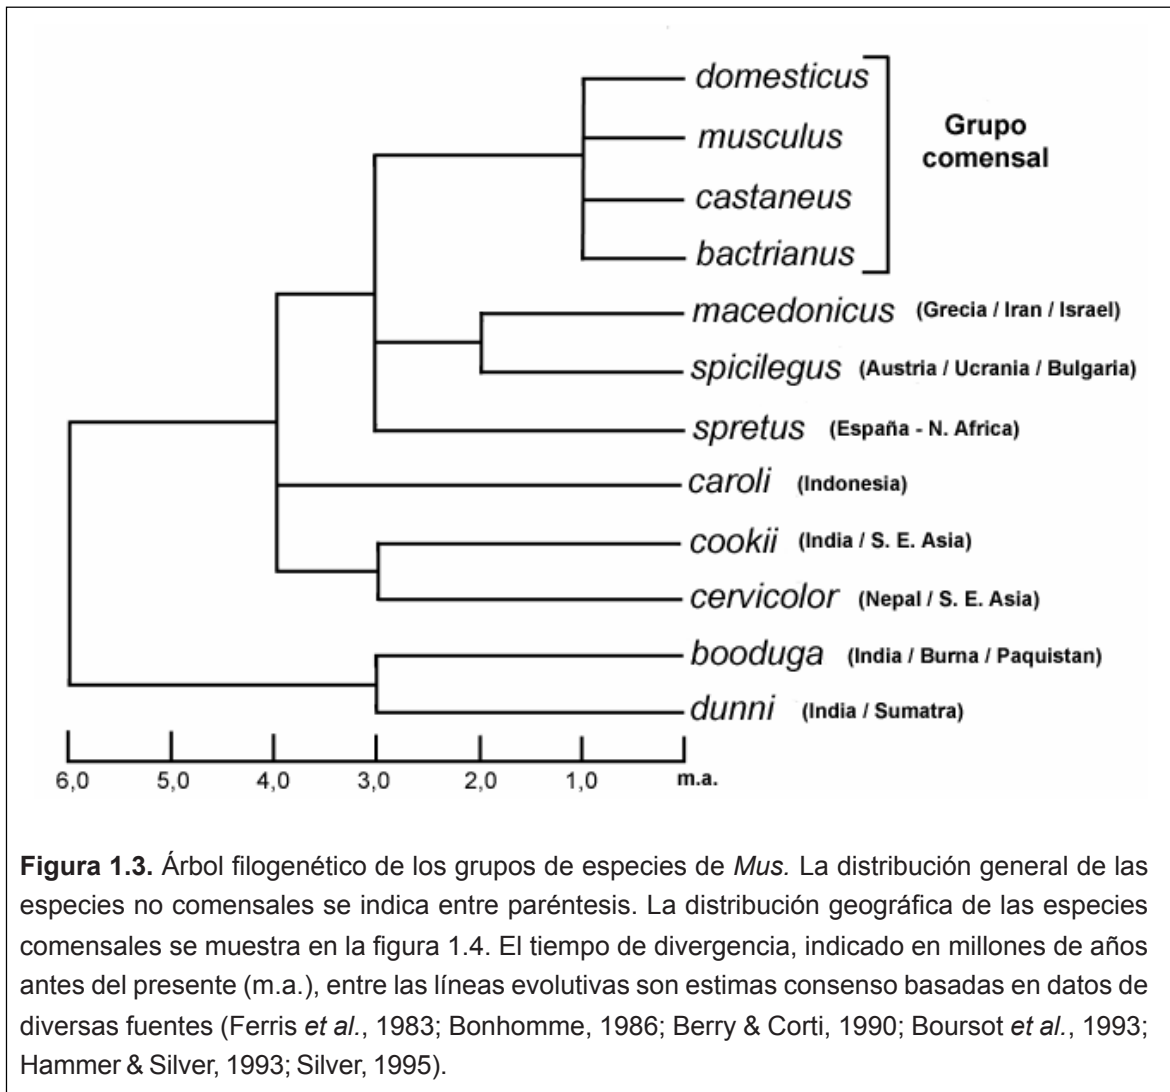 domesticus
musculus
castaneus
bactrianus
Grupo
comensal
macedonicus (Grecia / Iran / Israel)
spicilegus (Austria / Ucrania / Bulgaria)
spretus (España - N. Africa)
caroli (Indonesia)
cookii (India / S. E. Asia)
cervicolor (Nepal / S. E. Asia)
booduga (India / Burna / Paquistan)
dunni (India / Sumatra)
6,0 5,0 4,0 3,0 2,0 1,0 m.a.
Figura 1.3. Árbol filogenético de los grupos de especies de Mus. La distribución general de las
especies no comensales se indica entre paréntesis. La distribución geográfica de las especies
comensales se muestra en la figura 1.4. El tiempo de divergencia, indicado en millones de años
antes del presente (m.a.), entre las líneas evolutivas son estimas consenso basadas en datos de
diversas fuentes (Ferris et al., 1983; Bonhomme, 1986; Berry & Corti, 1990; Boursot et al., 1993;
Hammer & Silver, 1993; Silver, 1995).